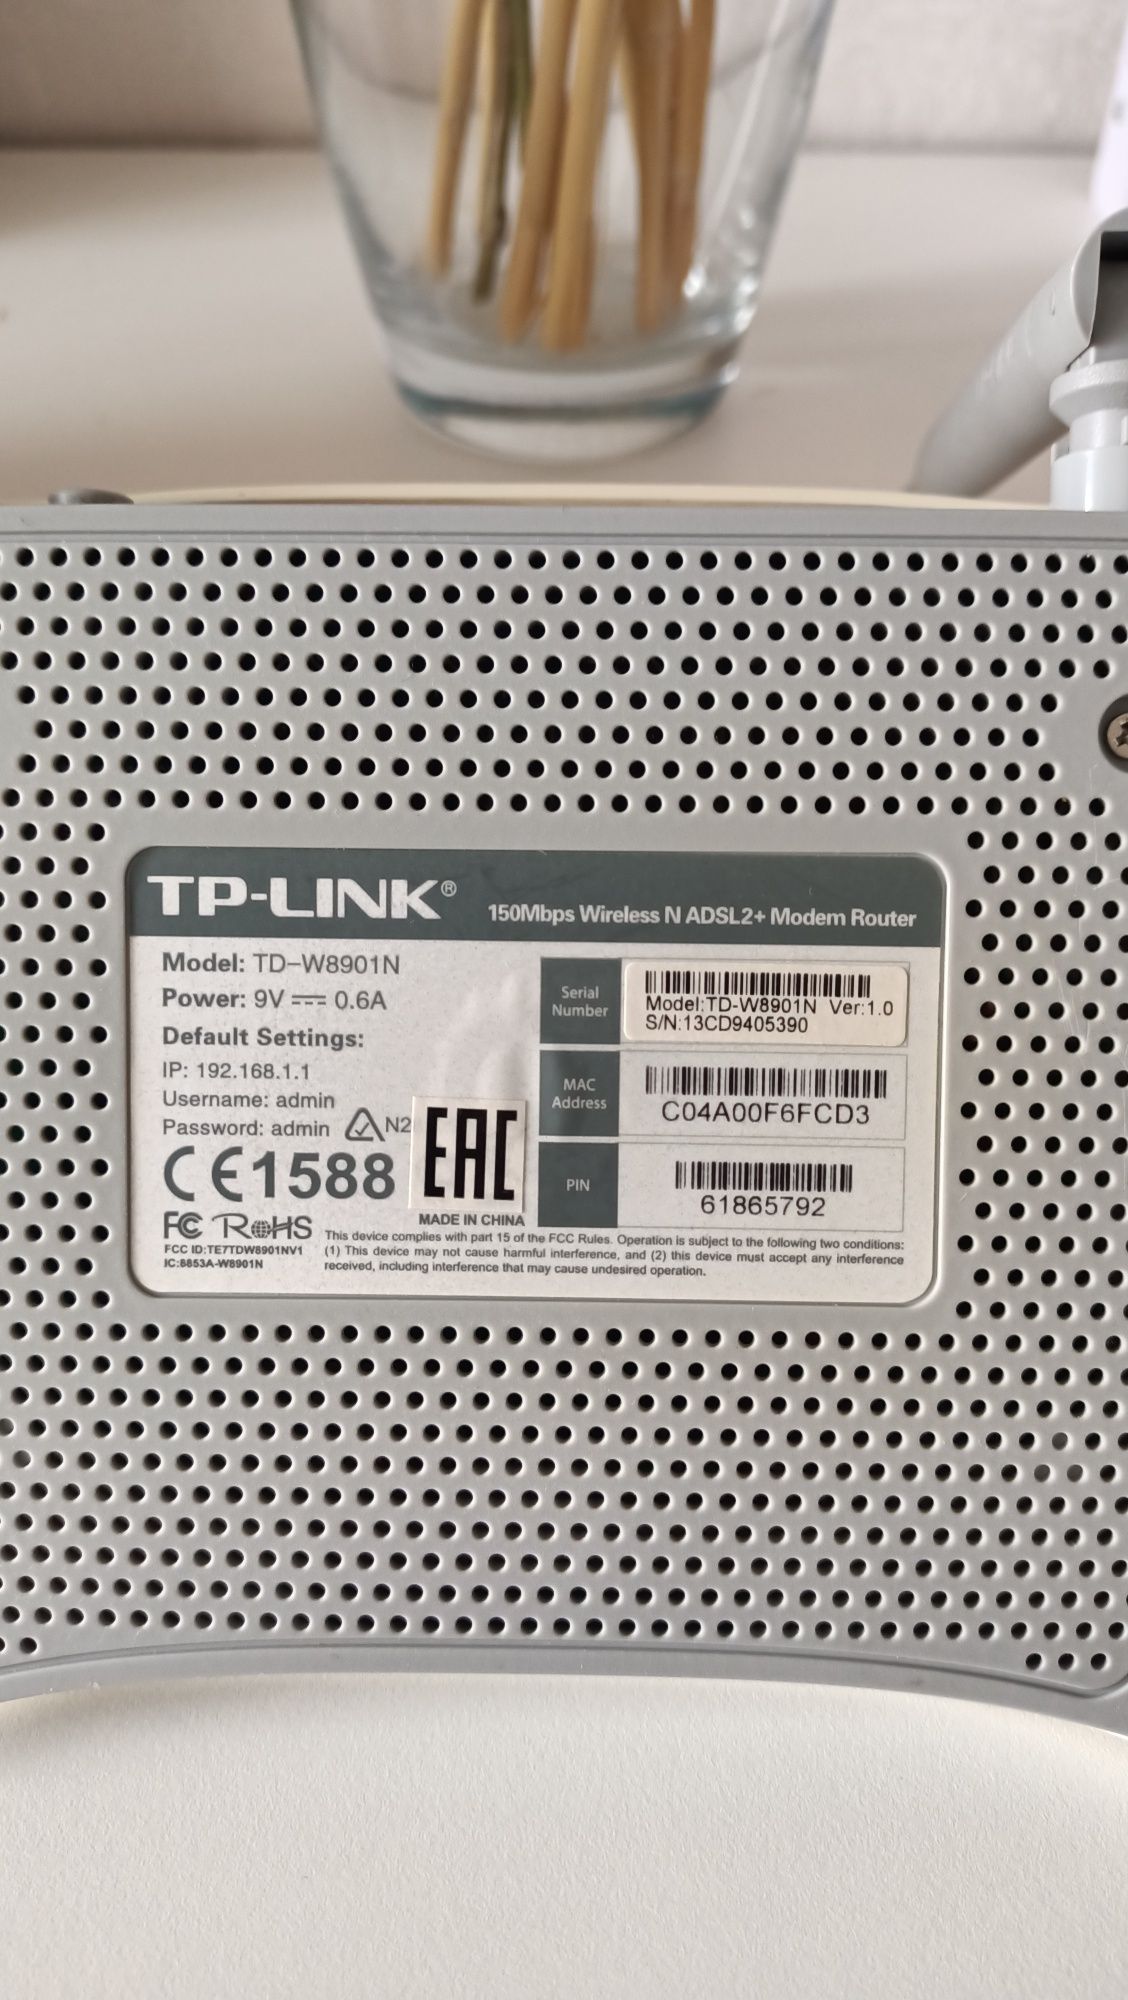 TP-LINK®
150Mbps Wireless N ADSL2+ Modem Router
Model: TD-W8901N
Power: 9V 0.6A
Default Settings:
IP: 192.168.1.1
Username: admin
Password: admin N2
CE1588
EAC
MADE IN CHINA
FC RoHS
FCC ID:TE7TDW8901NV1
IC:8853A-W8901N
Serial
Number
Model:TD-W8901N Ver:1.0
S/N:13CD9405390
MAC
Address
C04A00F6FCD3
PIN
61865792
This device complies with part 15 of the FCC Rules. Operation is subject to the following two conditions:
(1) This device may not cause harmful interference, and (2) this device must accept any interference
received, including interference that may cause undesired operation.